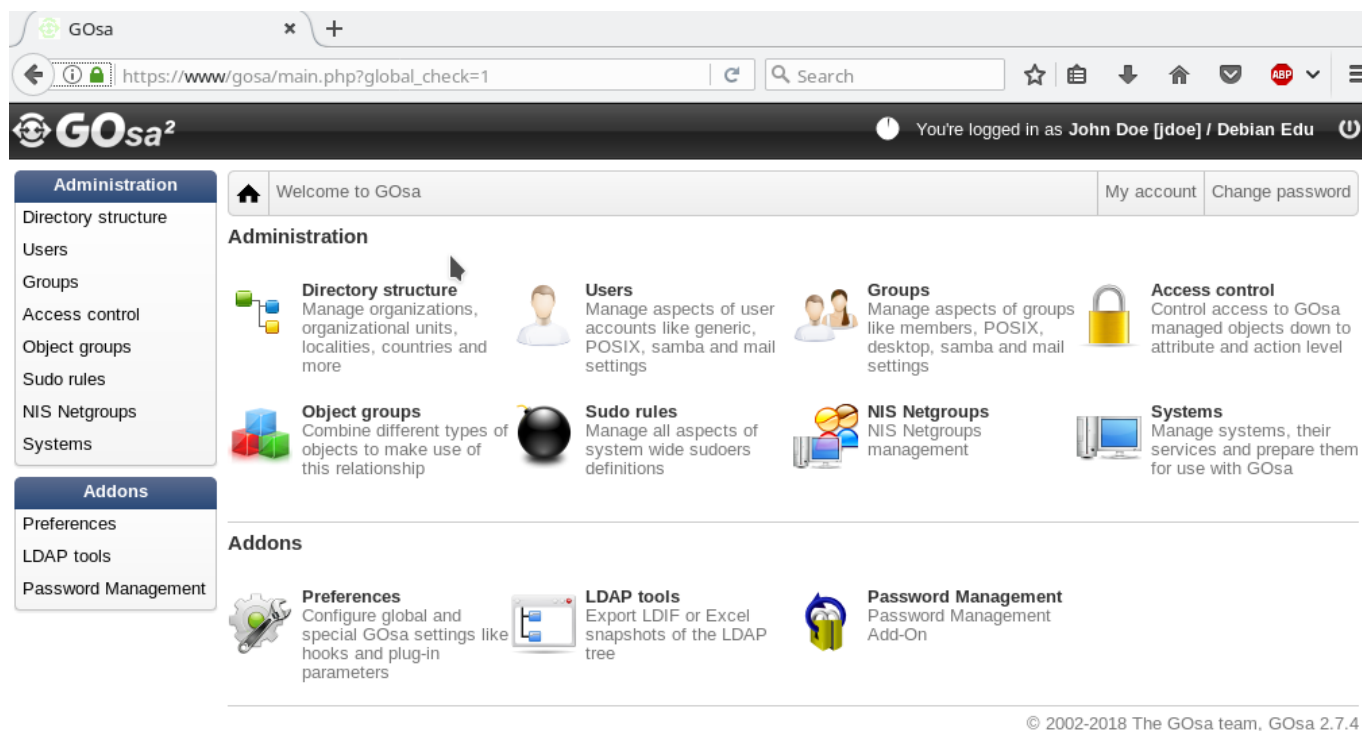 GOsa
https://www/gosa/main.php?global_check=1
Search
ABP
GOsa²
You're logged in as John Doe [jdoe] / Debian Edu
Administration
Directory structure
Users
Groups
Access control
Object groups
Sudo rules
NIS Netgroups
Systems
Addons
Preferences
LDAP tools
Password Management
Welcome to GOsa
My account
Change password
Administration
Directory structure
Manage organizations,
organizational units,
localities, countries and
more
Users
Manage aspects of user
accounts like generic,
POSIX, samba and mail
settings
Groups
Manage aspects of groups
like members, POSIX,
desktop, samba and mail
settings
Access control
Control access to GOsa
managed objects down to
attribute and action level
Object groups
Combine different types of
objects to make use of
this relationship
Sudo rules
Manage all aspects of
system wide sudoers
definitions
NIS Netgroups
NIS Netgroups
management
Systems
Manage systems, their
services and prepare them
for use with GOsa
Addons
Preferences
Configure global and
special GOsa settings like
hooks and plug-in
parameters
LDAP tools
Export LDIF or Excel
snapshots of the LDAP
tree
Password Management
Password Management
Add-On
© 2002-2018 The GOsa team, GOsa 2.7.4